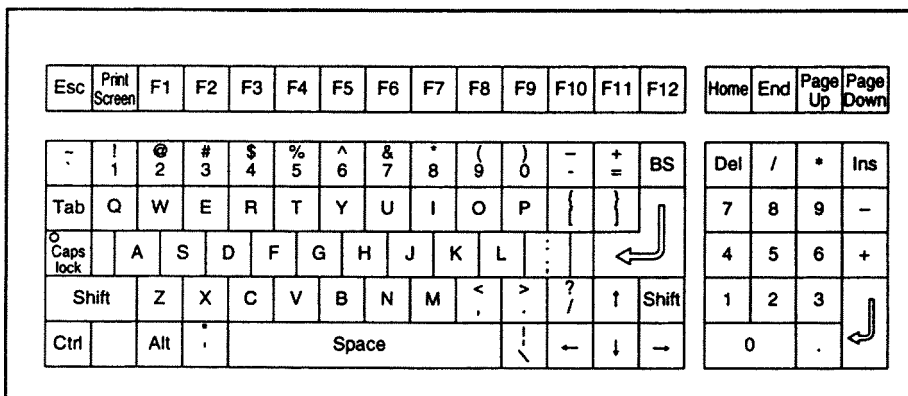 Esc Print Screen F1 F2 F3 F4 F5 F6 F7 F8 F9 F10 F11 F12 Home End Page Up Page Down
~ ! @ # $ % ^ & * ( ) – +
` 1 2 3 4 5 6 7 8 9 0 - = BS Del / * Ins
Tab Q W E R T Y U I O P { } 7 8 9 –
[ ]
Caps lock A S D F G H J K L : 4 5 6 +
;
Shift Z X C V B N M < > ? ↑ Shift 1 2 3
, . /
Ctrl Alt " Space ¦ ← ↓ → 0 .
' \